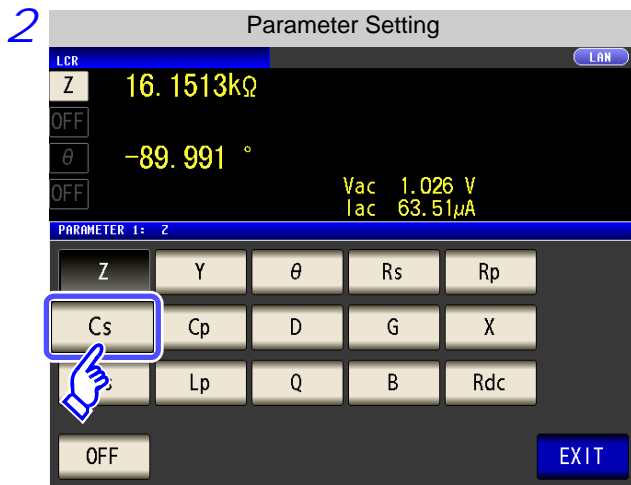 2
Parameter Setting
LCR LAN
Z 16.1513kΩ
OFF
θ -89.991 °
OFF
Vac 1.026 V
Iac 63.51μA
PARAMETER 1: Z
Z Y θ Rs Rp
Cs Cp D G X
Lp Q B Rdc
OFF EXIT